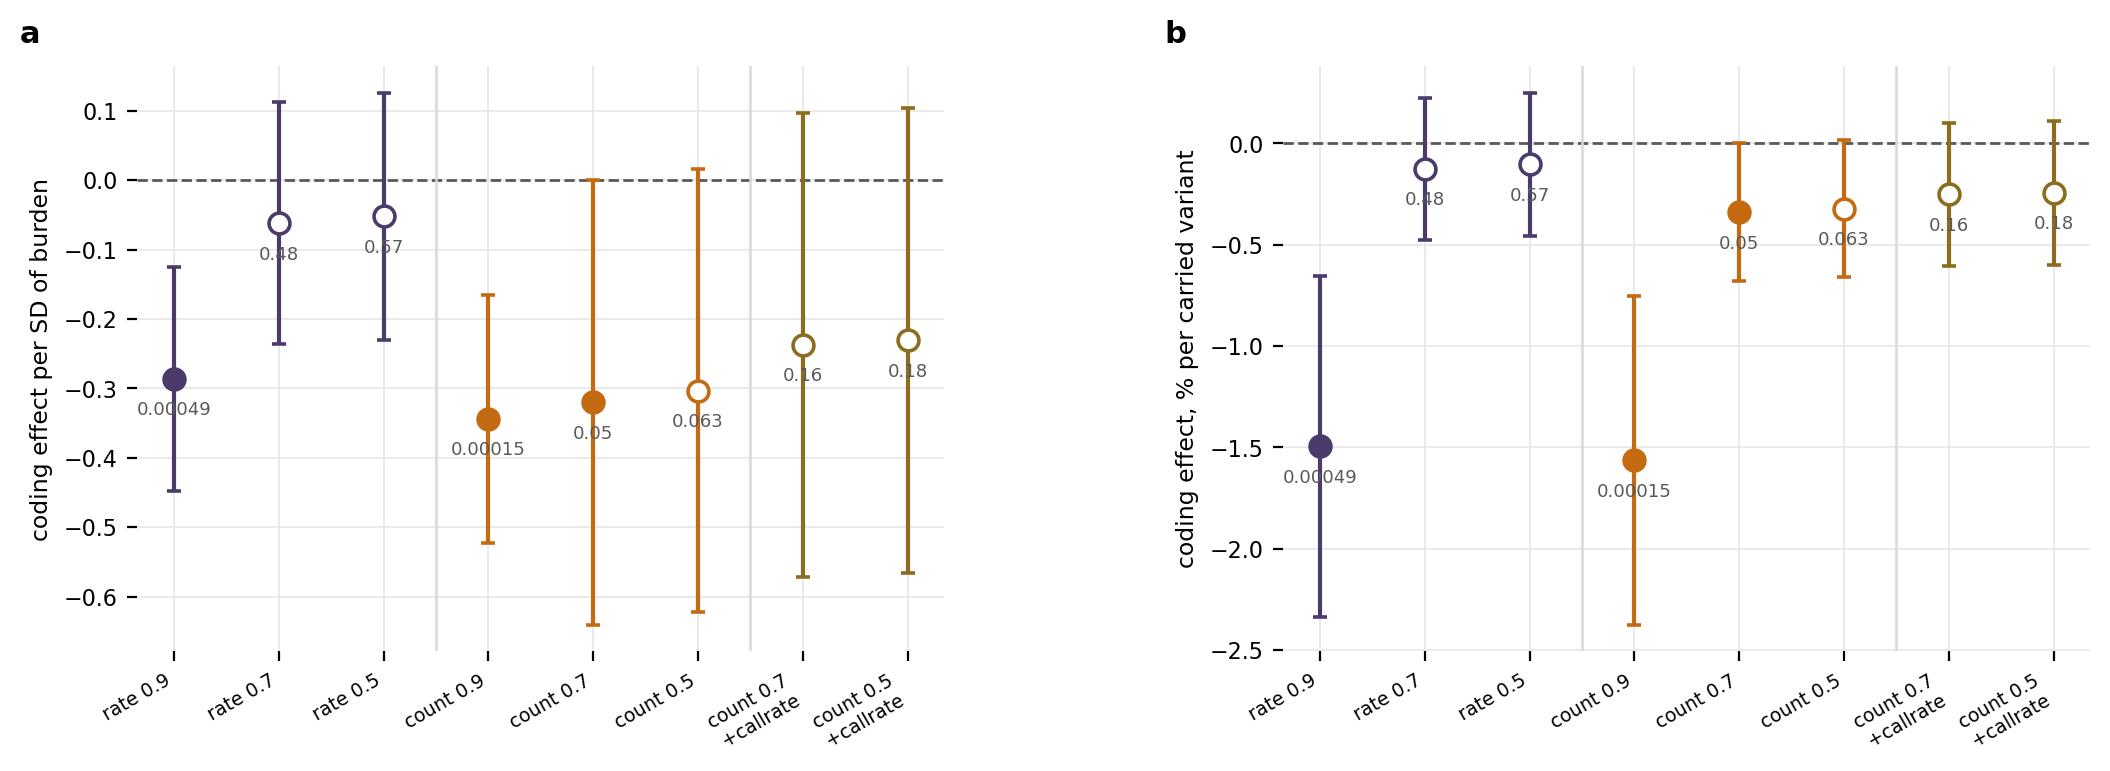 a
coding effect per SD of burden
0.1
0.0
−0.1
−0.2
−0.3
−0.4
−0.5
−0.6
0.00049
0.48
0.57
0.00015
0.05
0.063
0.16
0.18
rate 0.9
rate 0.7
rate 0.5
count 0.9
count 0.7
count 0.5
count 0.7
+callrate
count 0.5
+callrate
b
coding effect, % per carried variant
0.0
−0.5
−1.0
−1.5
−2.0
−2.5
0.00049
0.48
0.57
0.00015
0.05
0.063
0.16
0.18
rate 0.9
rate 0.7
rate 0.5
count 0.9
count 0.7
count 0.5
count 0.7
+callrate
count 0.5
+callrate